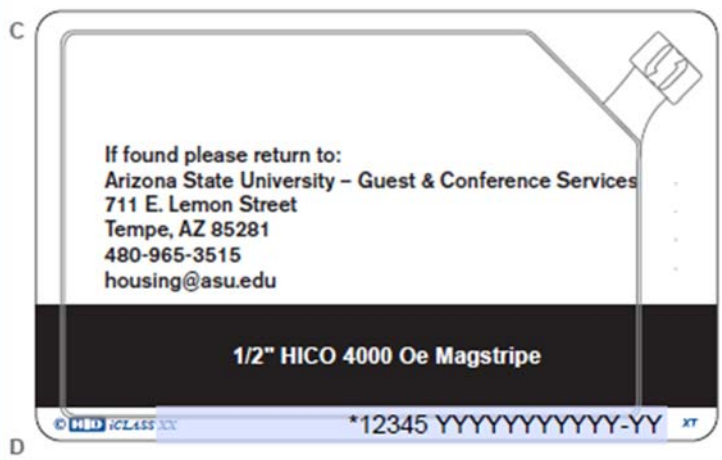 C
If found please return to:
Arizona State University – Guest & Conference Services
711 E. Lemon Street
Tempe, AZ 85281
480-965-3515
housing@asu.edu
1/2" HICO 4000 Oe Magstripe
© HID iCLASS XX *12345 YYYYYYYYYYY-YY XT
D